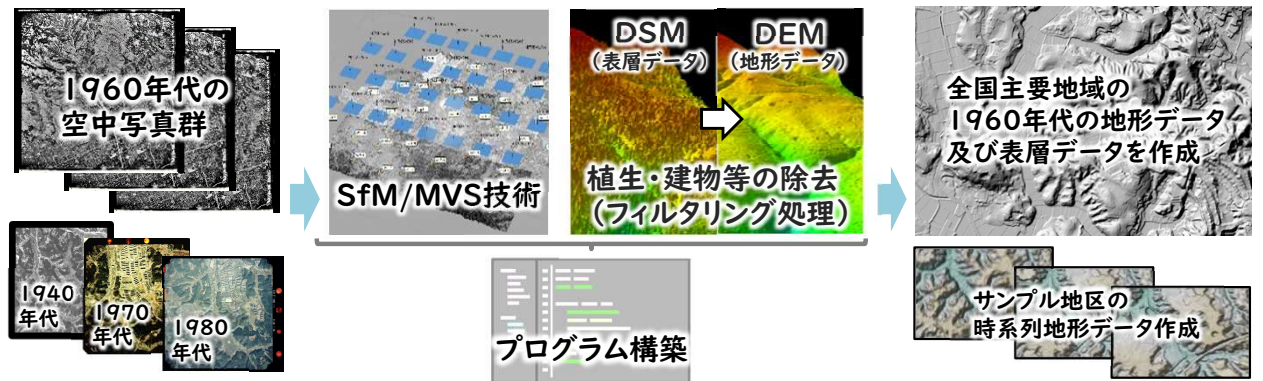 1960年代の
空中写真群
1940
年代
1970
年代
1980
年代
SfM/MVS技術
DSM
(表層データ)
DEM
(地形データ)
植生・建物等の除去
(フィルタリング処理)
プログラム構築
全国主要地域の
1960年代の地形データ
及び表層データを作成
サンプル地区の
時系列地形データ作成